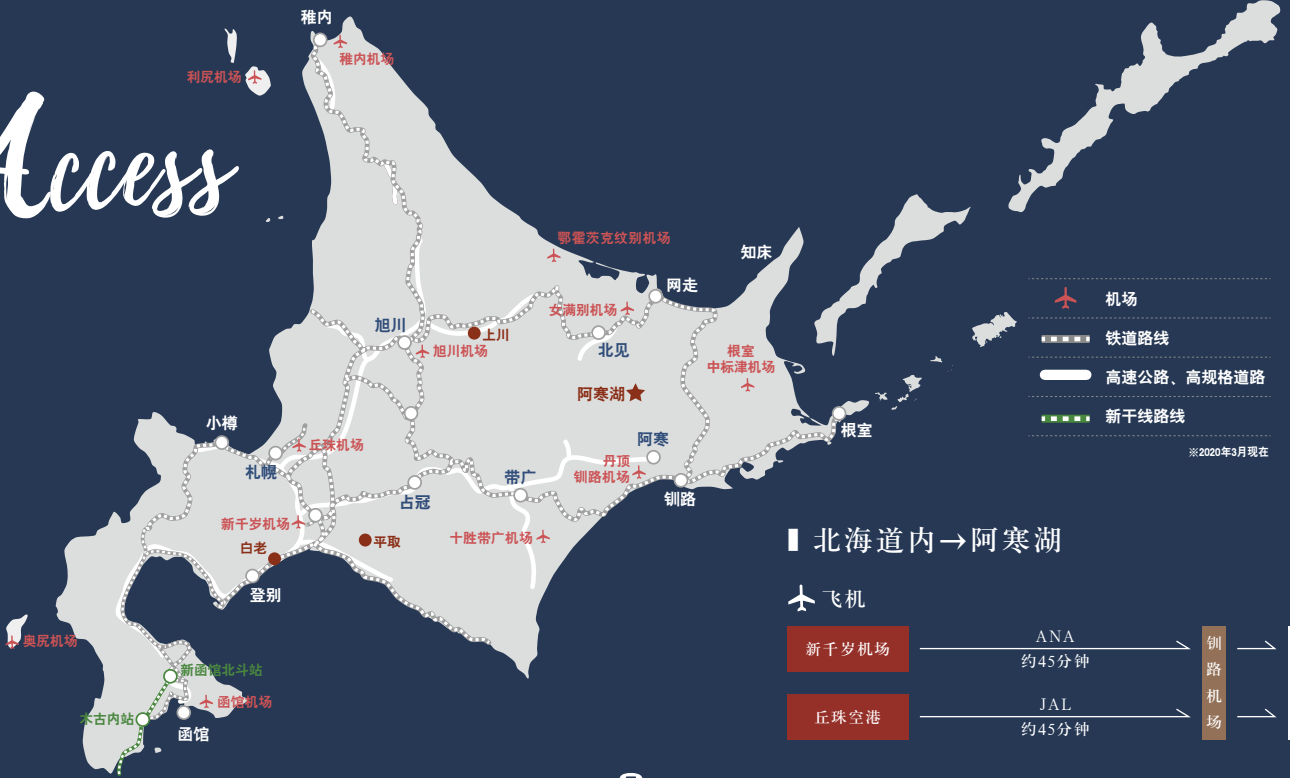 稚内
稚内机场
利尻机场
Access
鄂霍茨克纹别机场
知床
网走
女满别机场
旭川
上川
旭川机场
北见
根室
中标津机场
阿寒湖
机场
铁道路线
高速公路、高规格道路
新干线路线
※2020年3月现在
小樽
丘珠机场
札幌
根室
阿寒
丹顶
钏路机场
带广
占冠
钏路
新千岁机场
十胜带广机场
平取
白老
登别
奥尻机场
新函馆北斗站
函馆机场
木古内站
函馆
北海道内→阿寒湖
飞机
新千岁机场
ANA
约45分钟
丘珠空港
JAL
约45分钟
钏路机场